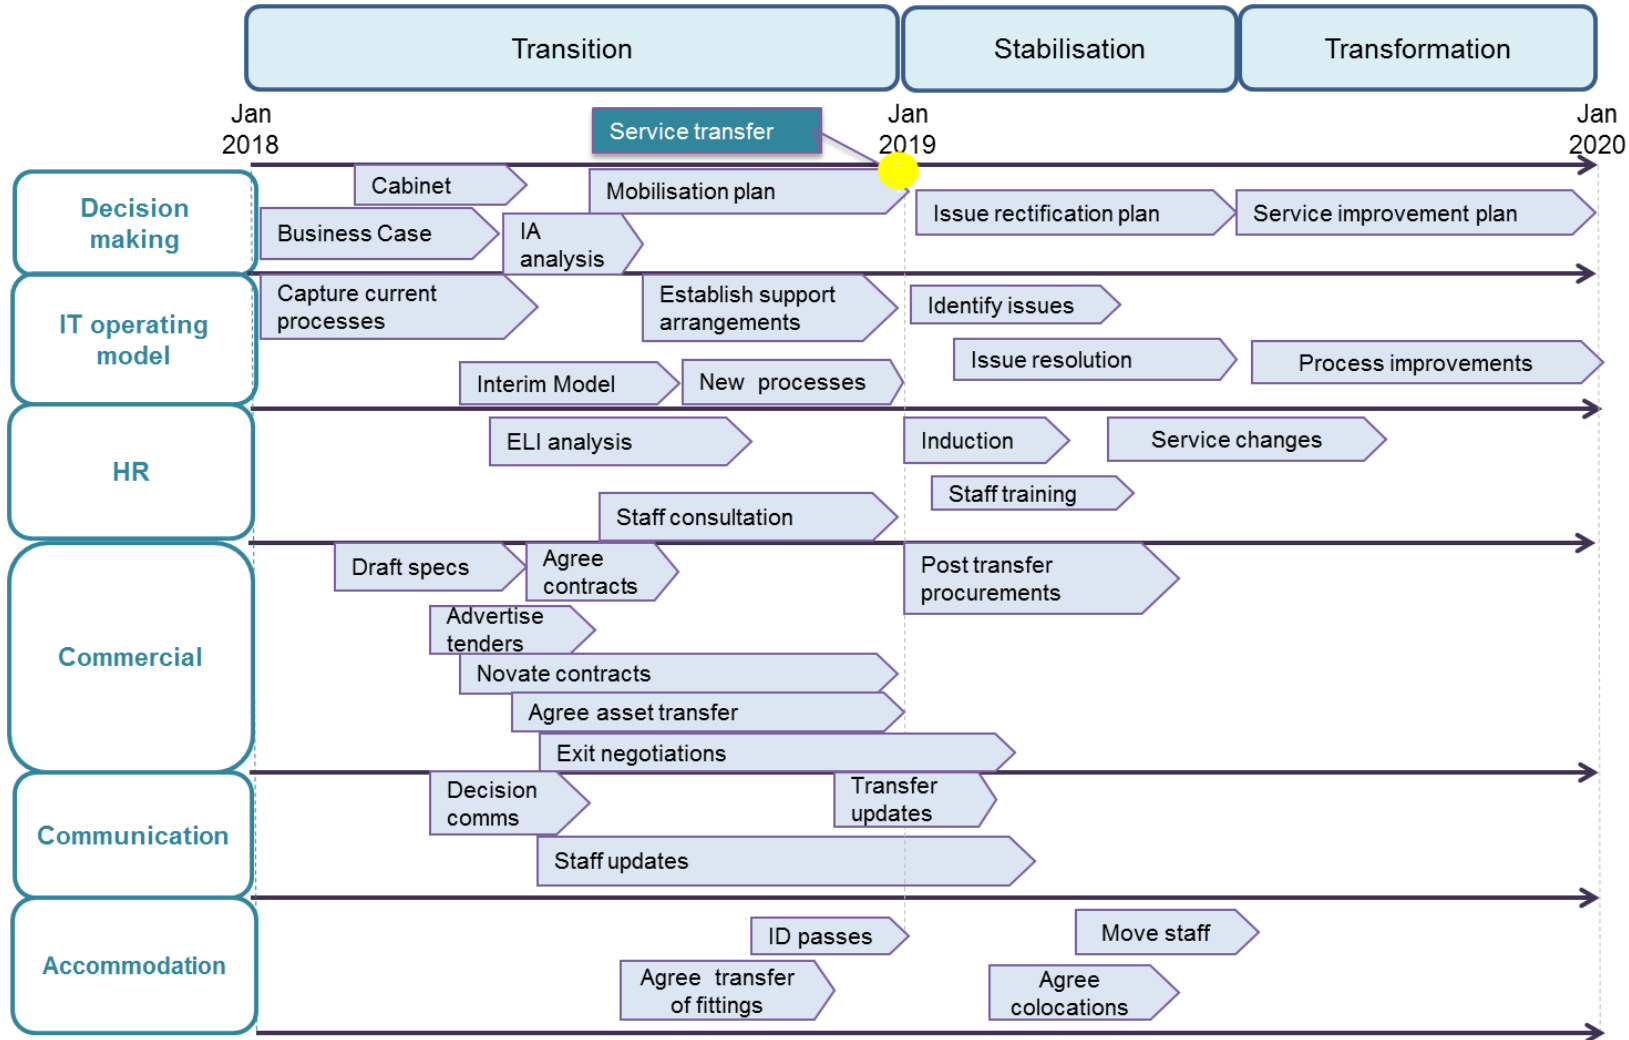 Transition
Stabilisation
Transformation
Jan
2018
Service transfer
Jan
2019
Jan
2020
Decision
making
Cabinet
Mobilisation plan
Business Case
IA
analysis
Issue rectification plan
Service improvement plan
IT operating
model
Capture current
processes
Establish support
arrangements
Identify issues
Interim Model
New processes
Issue resolution
Process improvements
HR
ELI analysis
Induction
Service changes
Staff training
Staff consultation
Commercial
Draft specs
Agree
contracts
Post transfer
procurements
Advertise
tenders
Novate contracts
Agree asset transfer
Exit negotiations
Communication
Decision
comms
Transfer
updates
Staff updates
Accommodation
ID passes
Move staff
Agree transfer
of fittings
Agree
colocations